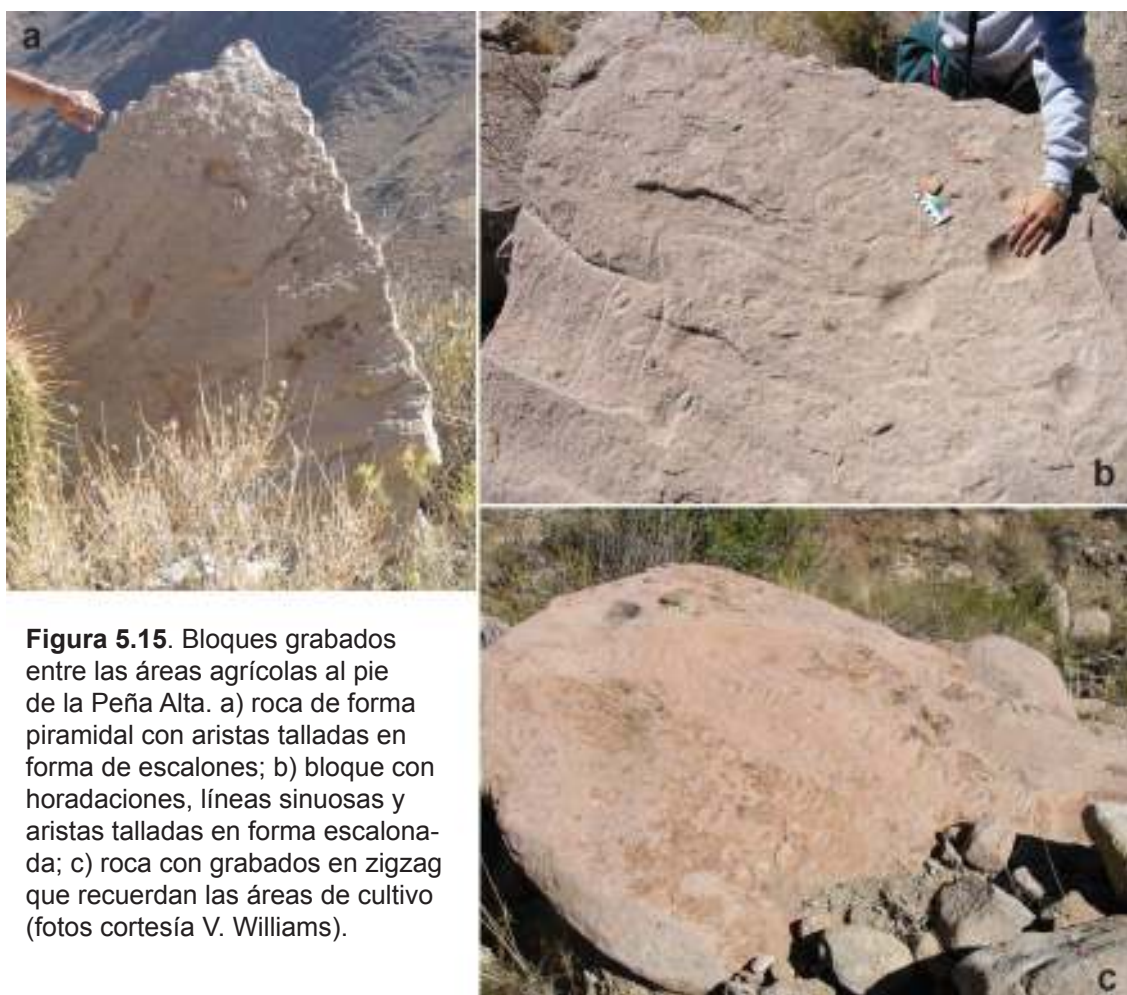 a
b
Figura 5.15. Bloques grabados
entre las áreas agrícolas al pie
de la Peña Alta. a) roca de forma
piramidal con aristas talladas en
forma de escalones; b) bloque con
horadaciones, líneas sinuosas y
aristas talladas en forma escalona-
da; c) roca con grabados en zigzag
que recuerdan las áreas de cultivo
(fotos cortesía V. Williams).
c